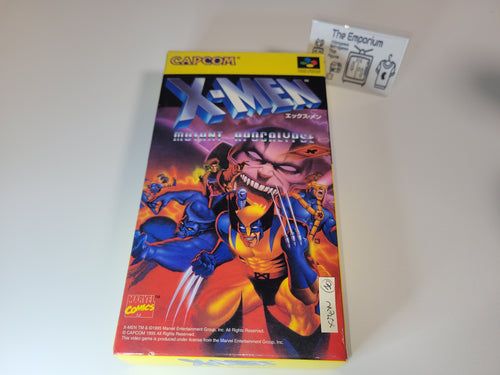 The Emporium
CAPCOM
X-MEN
エックス・メン
MUTANT APOCALYPSE
MARVEL
COMICS
X-MEN TM & ©1995 Marvel Entertainment Group, Inc. All Rights Reserved.
© CAPCOM 1995 All Rights Reserved.
This video game is produced under license from the Marvel Entertainment Group, Inc.